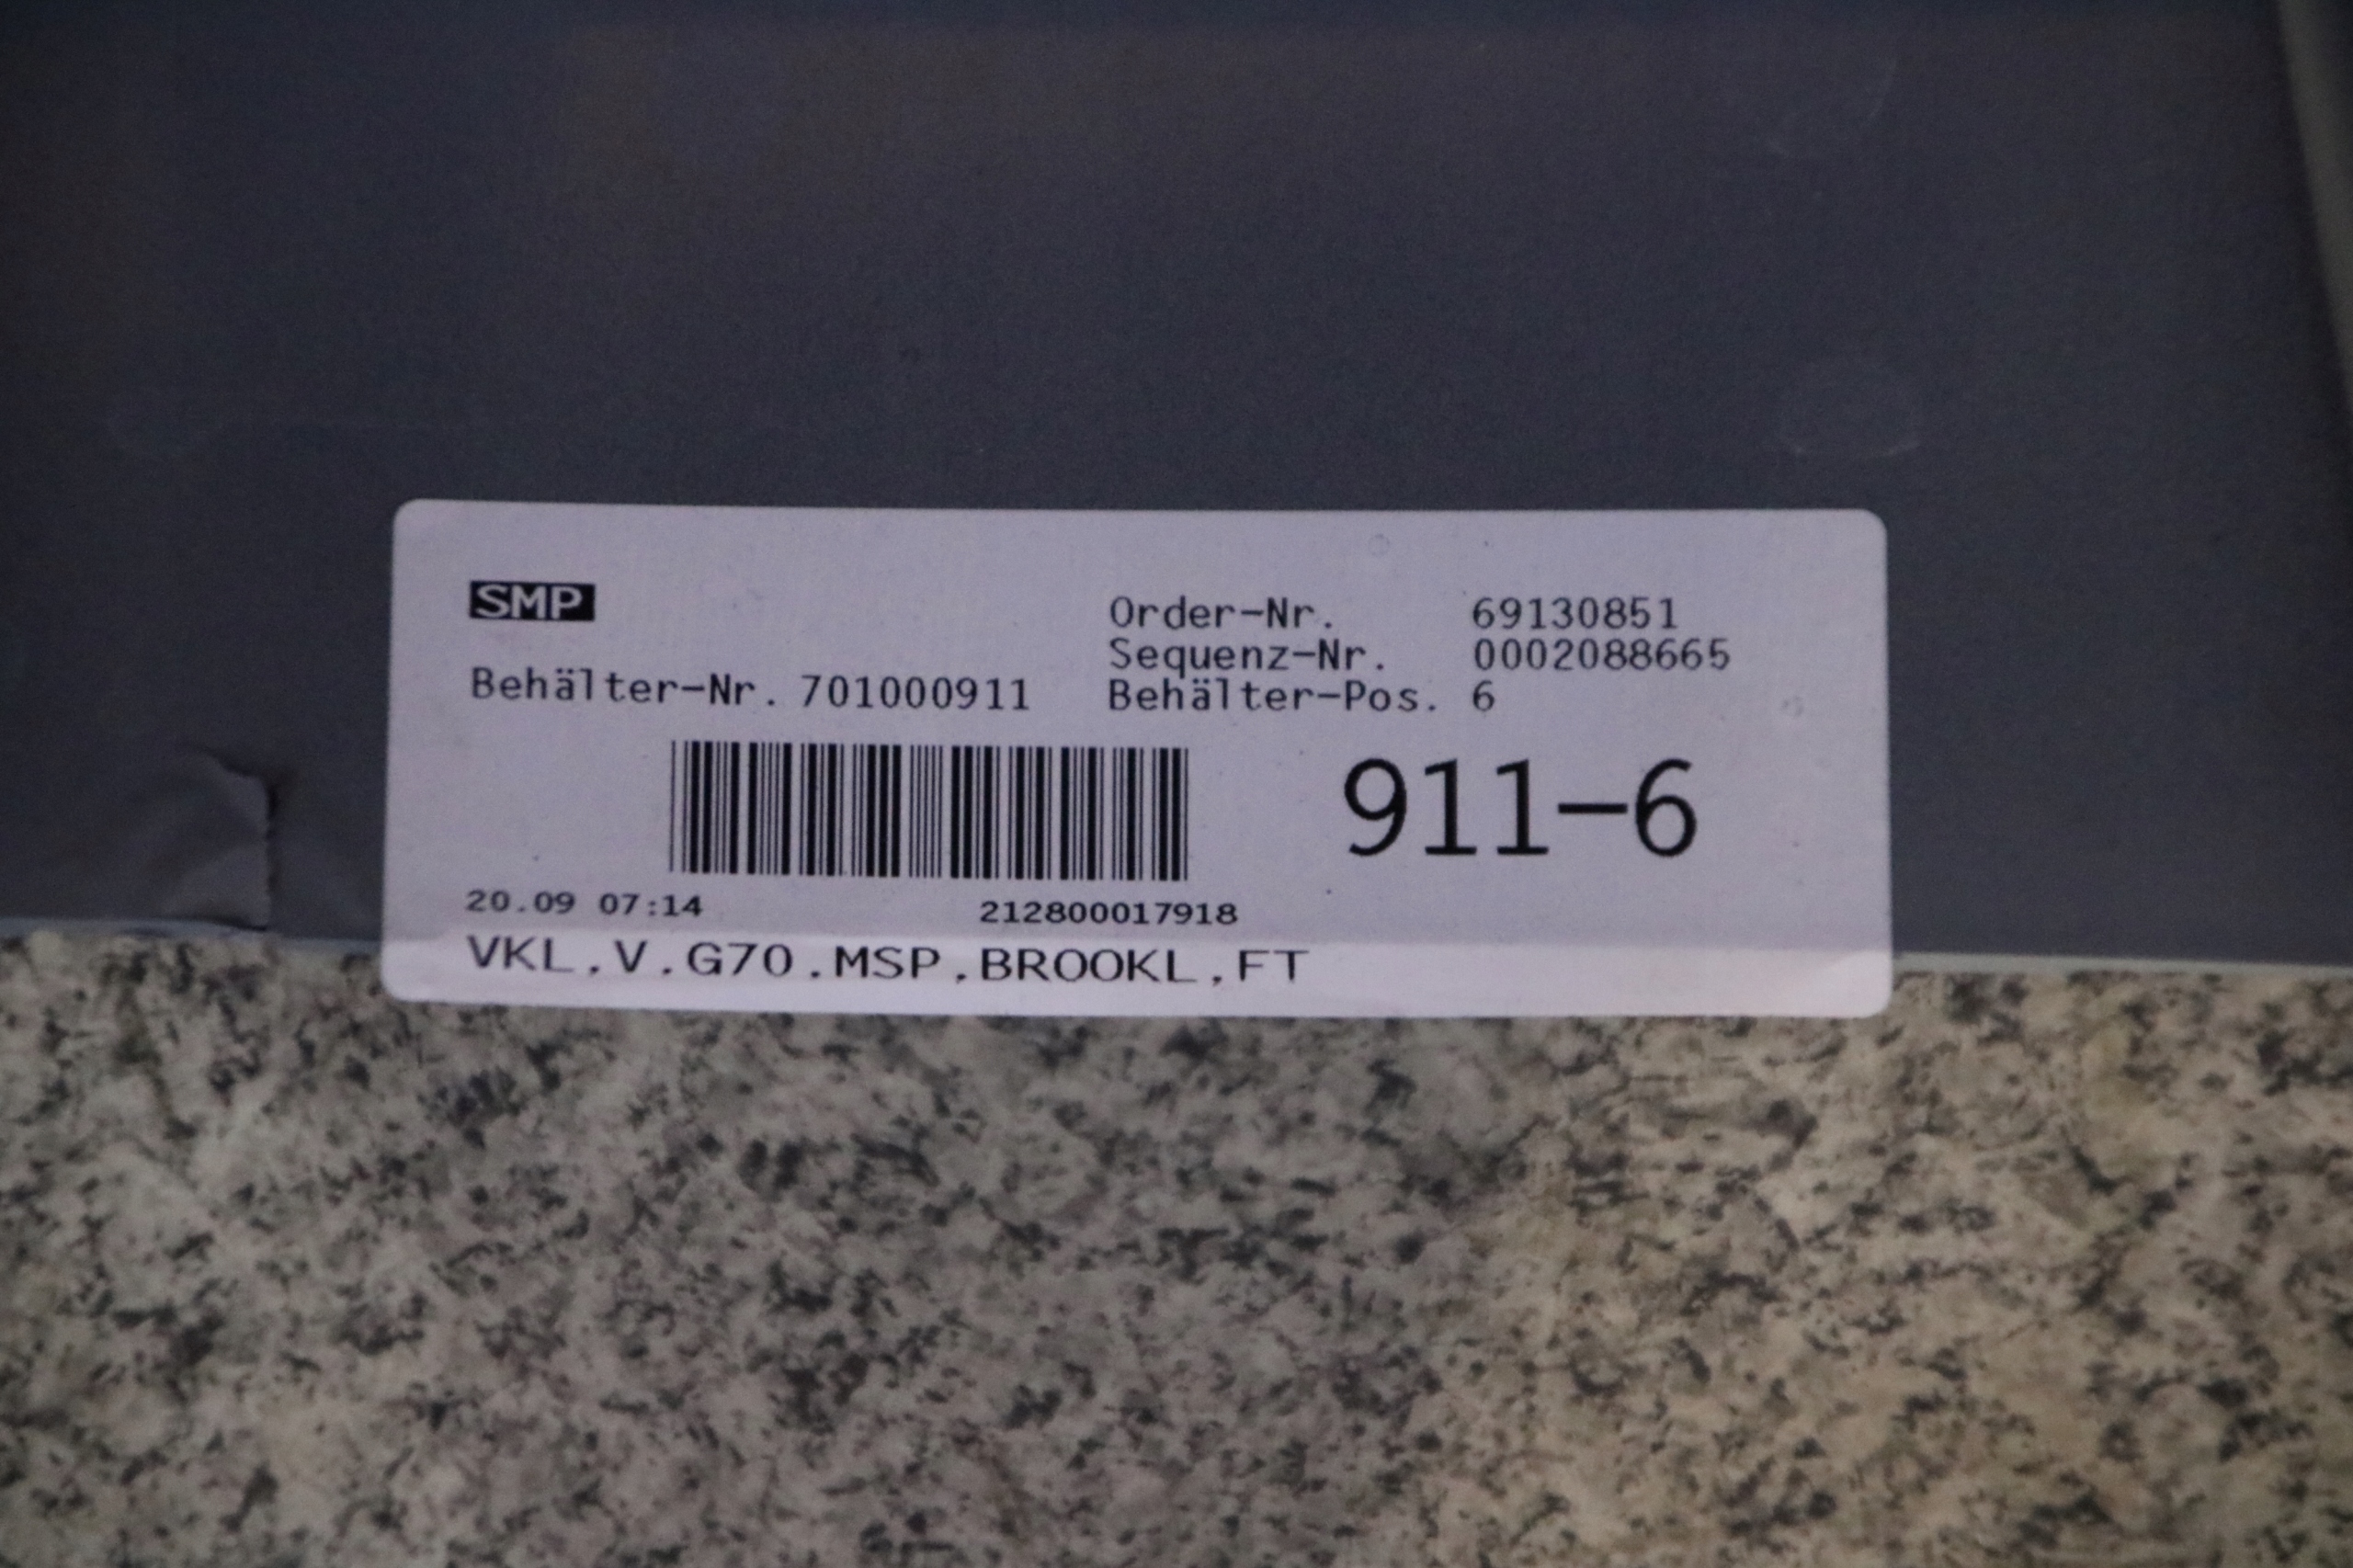 SMP
Order-Nr. 69130851
Sequenz-Nr. 0002088665
Behälter-Nr. 701000911 Behälter-Pos. 6
911-6
20.09 07:14 212800017918
VKL,V.G70.MSP,BROOKL,FT